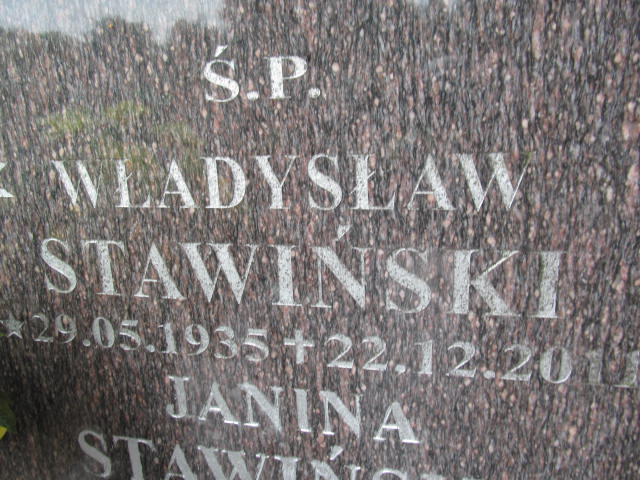 Ś.P.
WŁADYSŁAW
STAWIŃSKI
★29.05.1935 ✝22.12.2011
JANINA